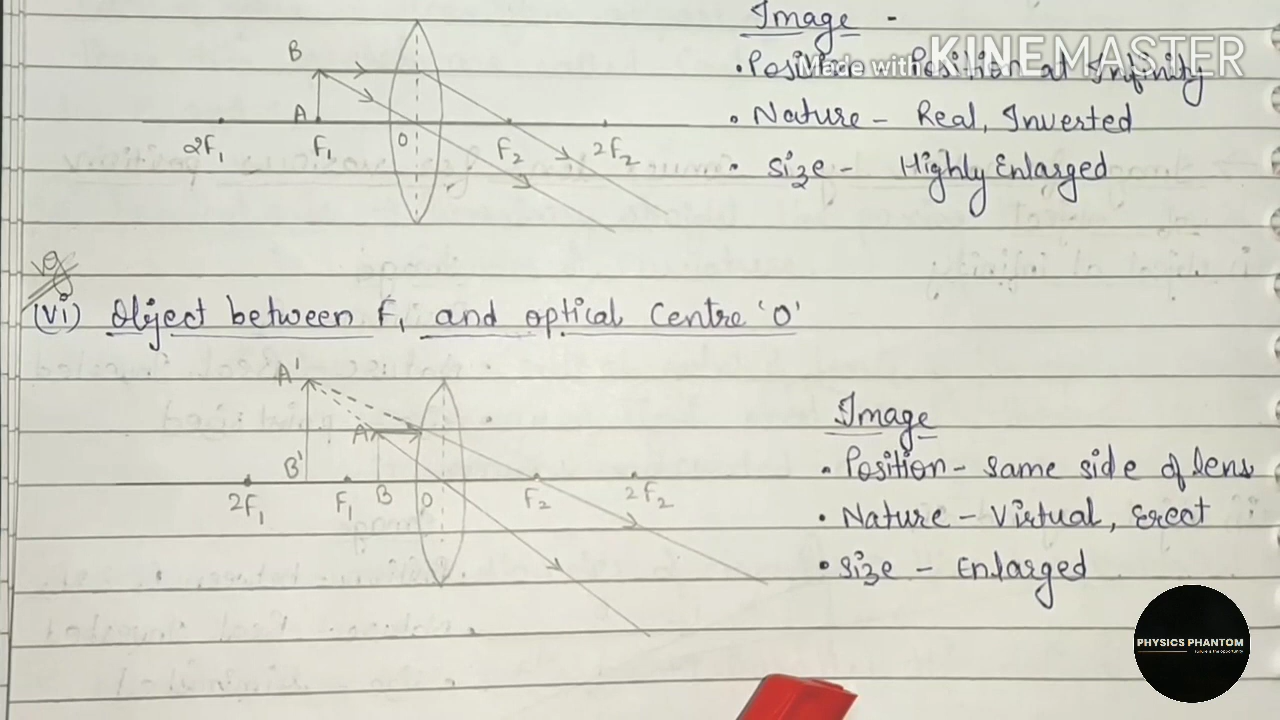 Image -
Made with KINEMASTER
• Position - Position at Infinity
• Nature - Real, Inverted
• Size - Highly Enlarged
B
A
2F₁ F₁ O F₂ 2F₂
(vi) Object between F₁ and optical Centre 'O'
A'
A
B'
2F₁ F₁ B O F₂ 2F₂
Image
• Position - same side of lens
• Nature - Virtual, Erect
• Size - Enlarged
PHYSICS PHANTOM